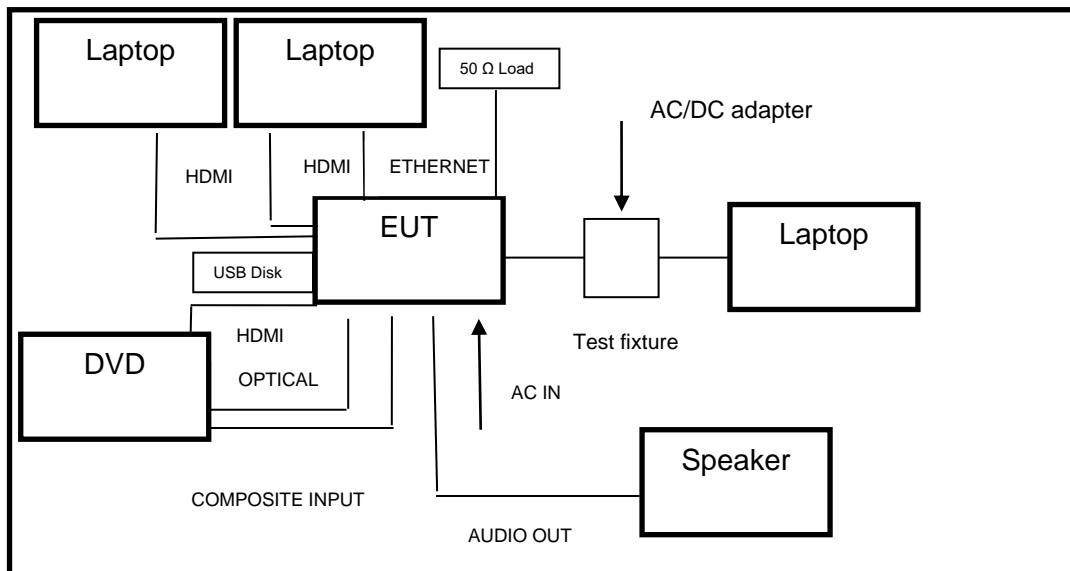 Laptop
Laptop
50 Ω Load
AC/DC adapter
HDMI
HDMI
ETHERNET
EUT
Laptop
USB Disk
HDMI
Test fixture
DVD
OPTICAL
AC IN
Speaker
COMPOSITE INPUT
AUDIO OUT